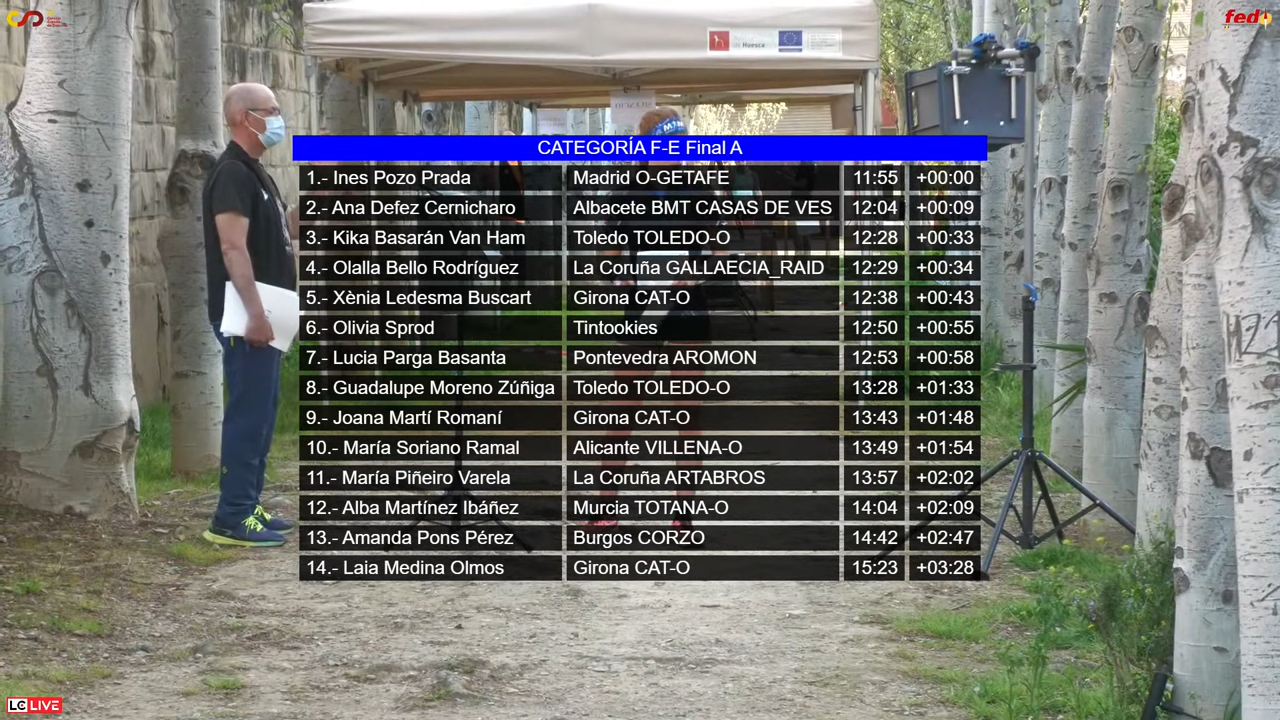 CSD
fedo
de Huesca
CATEGORÍA F-E Final A
1.- Ines Pozo Prada Madrid O-GETAFE 11:55 +00:00
2.- Ana Defez Cernicharo Albacete BMT CASAS DE VES 12:04 +00:09
3.- Kika Basarán Van Ham Toledo TOLEDO-O 12:28 +00:33
4.- Olalla Bello Rodríguez La Coruña GALLAECIA_RAID 12:29 +00:34
5.- Xènia Ledesma Buscart Girona CAT-O 12:38 +00:43
6.- Olivia Sprod Tintookies 12:50 +00:55
7.- Lucia Parga Basanta Pontevedra AROMON 12:53 +00:58
8.- Guadalupe Moreno Zúñiga Toledo TOLEDO-O 13:28 +01:33
9.- Joana Martí Romaní Girona CAT-O 13:43 +01:48
10.- María Soriano Ramal Alicante VILLENA-O 13:49 +01:54
11.- María Piñeiro Varela La Coruña ARTABROS 13:57 +02:02
12.- Alba Martínez Ibáñez Murcia TOTANA-O 14:04 +02:09
13.- Amanda Pons Pérez Burgos CORZO 14:42 +02:47
14.- Laia Medina Olmos Girona CAT-O 15:23 +03:28
LG LIVE